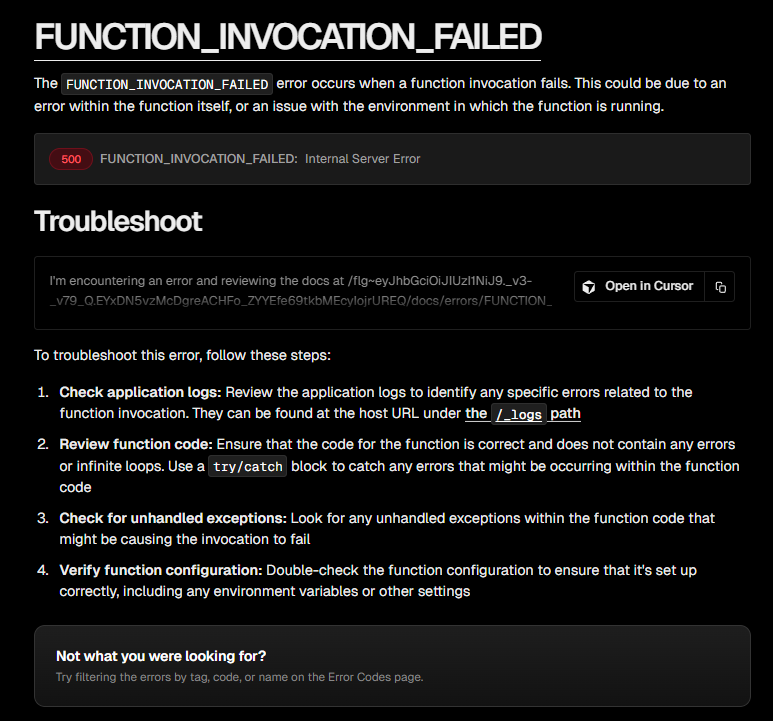 FUNCTION_INVOCATION_FAILED
The FUNCTION_INVOCATION_FAILED error occurs when a function invocation fails. This could be due to an
error within the function itself, or an issue with the environment in which the function is running.
500 FUNCTION_INVOCATION_FAILED: Internal Server Error
Troubleshoot
I'm encountering an error and reviewing the docs at /flg~eyJhbGciOiJIUzI1NiJ9._v3-
_v79_Q.EYxDN5vzMcDgreACHFo_ZYYEfe69tkbMEcyIojrUREQ/docs/errors/FUNCTION_
Open in Cursor
To troubleshoot this error, follow these steps:
1. Check application logs: Review the application logs to identify any specific errors related to the
function invocation. They can be found at the host URL under the /_logs path
2. Review function code: Ensure that the code for the function is correct and does not contain any errors
or infinite loops. Use a try/catch block to catch any errors that might be occurring within the function
code
3. Check for unhandled exceptions: Look for any unhandled exceptions within the function code that
might be causing the invocation to fail
4. Verify function configuration: Double-check the function configuration to ensure that it's set up
correctly, including any environment variables or other settings
Not what you were looking for?
Try filtering the errors by tag, code, or name on the Error Codes page.